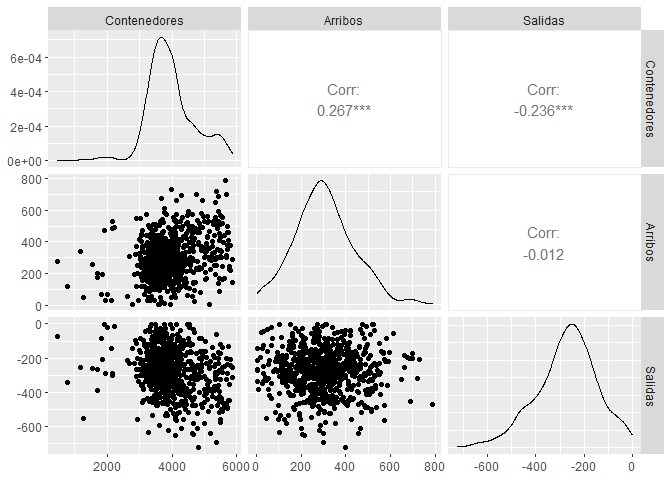 Contenedores
Arribos
Salidas
6e-04
4e-04
2e-04
0e+00
Corr:
0.267***
Corr:
-0.236***
Contenedores
800
600
400
200
0
Corr:
-0.012
Arribos
0
-200
-400
-600
Salidas
2000
4000
6000
0
200
400
600
800
-600
-400
-200
0